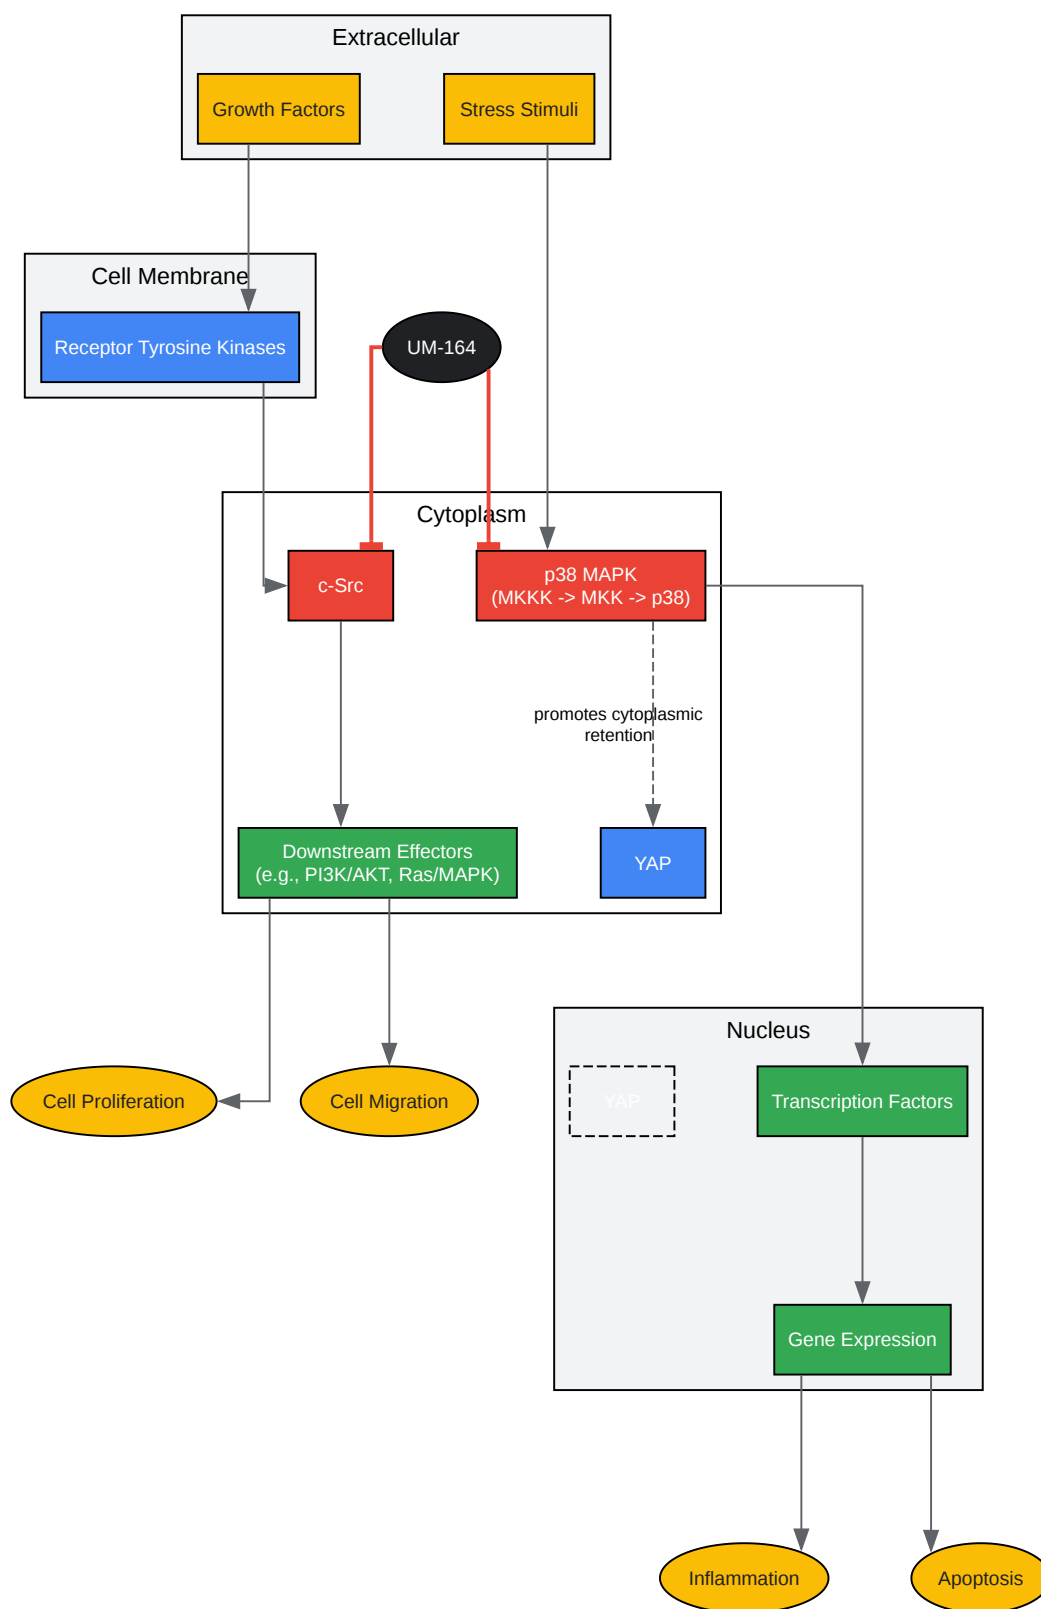 Extracellular
Growth Factors
Stress Stimuli
Cell Membrane
Receptor Tyrosine Kinases
UM-164
Cytoplasm
c-Src
p38 MAPK
(MKKK -> MKK -> p38)
promotes cytoplasmic
retention
Downstream Effectors
(e.g., PI3K/AKT, Ras/MAPK)
YAP
Nucleus
Cell Proliferation
Cell Migration
YAP
Transcription Factors
Gene Expression
Inflammation
Apoptosis